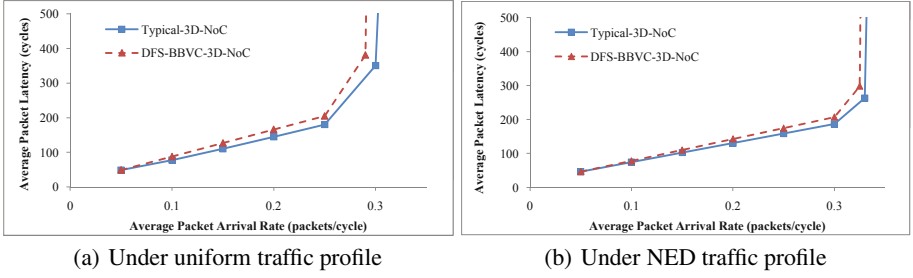 500
400
300
200
100
0
Average Packet Latency (cycles)
Typical-3D-NoC
DFS-BBVC-3D-NoC
0 0.1 0.2 0.3
Average Packet Arrival Rate (packets/cycle)
(a) Under uniform traffic profile
500
400
300
200
100
0
Average Packet Latency (cycles)
Typical-3D-NoC
DFS-BBVC-3D-NoC
0 0.1 0.2 0.3
Average Packet Arrival Rate (packets/cycle)
(b) Under NED traffic profile